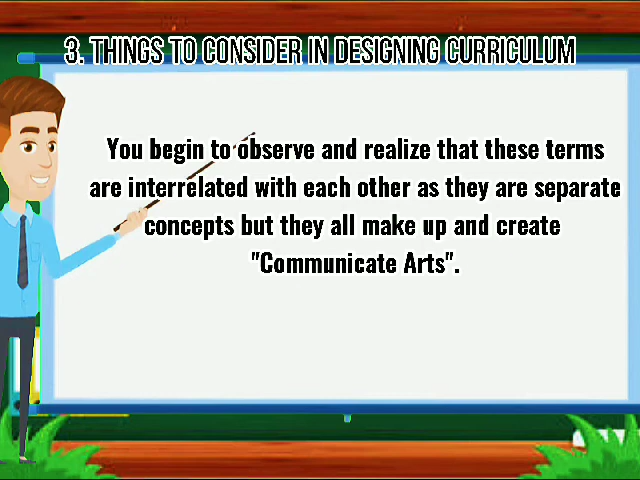 3. THINGS TO CONSIDER IN DESIGNING CURRICULUM
You begin to observe and realize that these terms
are interrelated with each other as they are separate
concepts but they all make up and create
"Communicate Arts".